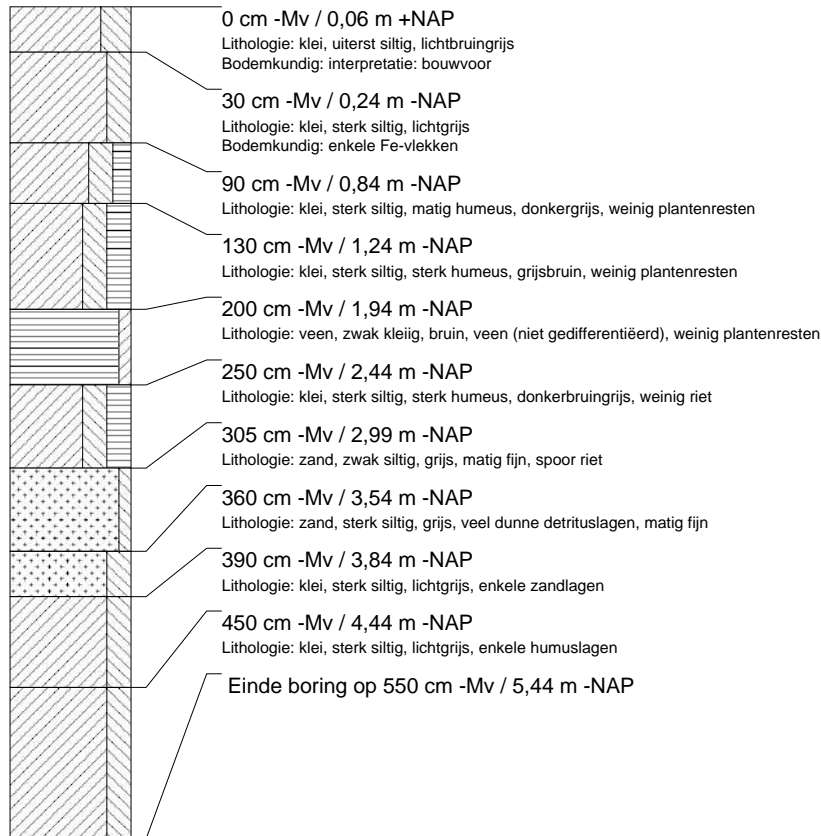 0 cm -Mv / 0,06 m +NAP
Lithologie: klei, uiterst siltig, lichtbruingrijs
Bodemkundig: interpretatie: bouwvoor
30 cm -Mv / 0,24 m -NAP
Lithologie: klei, sterk siltig, lichtgrijs
Bodemkundig: enkele Fe-vlekken
90 cm -Mv / 0,84 m -NAP
Lithologie: klei, sterk siltig, matig humeus, donkergrijs, weinig plantenresten
130 cm -Mv / 1,24 m -NAP
Lithologie: klei, sterk siltig, sterk humeus, grijsbruin, weinig plantenresten
200 cm -Mv / 1,94 m -NAP
Lithologie: veen, zwak kleiig, bruin, veen (niet gedifferentiëerd), weinig plantenresten
250 cm -Mv / 2,44 m -NAP
Lithologie: klei, sterk siltig, sterk humeus, donkerbruingrijs, weinig riet
305 cm -Mv / 2,99 m -NAP
Lithologie: zand, zwak siltig, grijs, matig fijn, spoor riet
360 cm -Mv / 3,54 m -NAP
Lithologie: zand, sterk siltig, grijs, veel dunne detrituslagen, matig fijn
390 cm -Mv / 3,84 m -NAP
Lithologie: klei, sterk siltig, lichtgrijs, enkele zandlagen
450 cm -Mv / 4,44 m -NAP
Lithologie: klei, sterk siltig, lichtgrijs, enkele humuslagen
Einde boring op 550 cm -Mv / 5,44 m -NAP